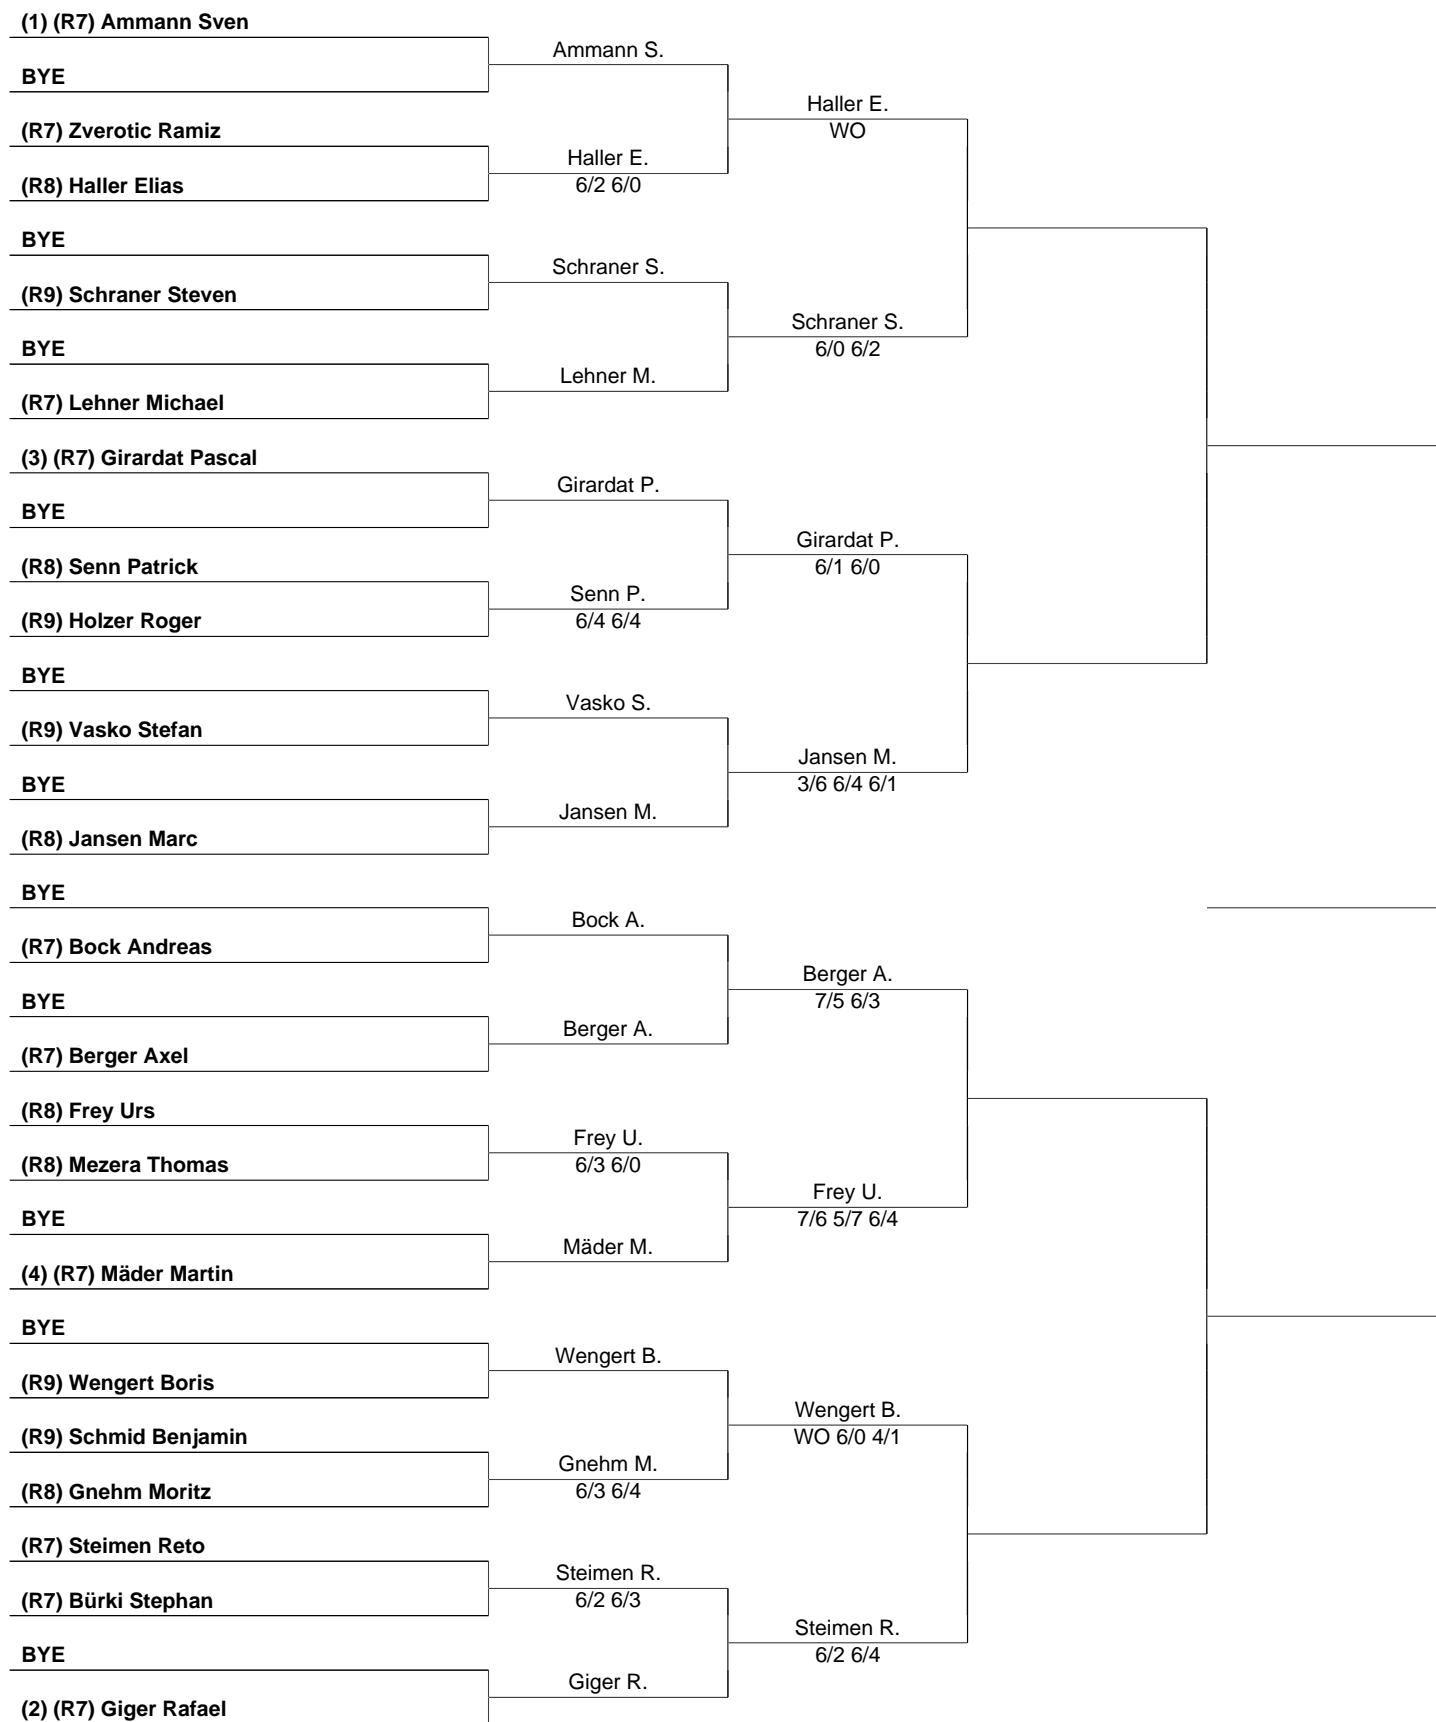 (1) (R7) Ammann Sven
BYE
(R7) Zverotic Ramiz
(R8) Haller Elias
BYE
(R9) Schraner Steven
BYE
(R7) Lehner Michael
(3) (R7) Girardat Pascal
BYE
(R8) Senn Patrick
(R9) Holzer Roger
BYE
(R9) Vasko Stefan
BYE
(R8) Jansen Marc
BYE
(R7) Bock Andreas
BYE
(R7) Berger Axel
(R8) Frey Urs
(R8) Mezera Thomas
BYE
(4) (R7) Mäder Martin
BYE
(R9) Wengert Boris
(R9) Schmid Benjamin
(R8) Gnehm Moritz
(R7) Steimen Reto
(R7) Bürki Stephan
BYE
(2) (R7) Giger Rafael
Ammann S.
Haller E.
6/2 6/0
Schraner S.
Lehner M.
Girardat P.
Senn P.
6/4 6/4
Vasko S.
Jansen M.
Bock A.
Berger A.
Frey U.
6/3 6/0
Mäder M.
Wengert B.
Gnehm M.
6/3 6/4
Steimen R.
6/2 6/3
Giger R.
Haller E.
WO
Schraner S.
6/0 6/2
Girardat P.
6/1 6/0
Jansen M.
3/6 6/4 6/1
Berger A.
7/5 6/3
Frey U.
7/6 5/7 6/4
Wengert B.
WO 6/0 4/1
Steimen R.
6/2 6/4